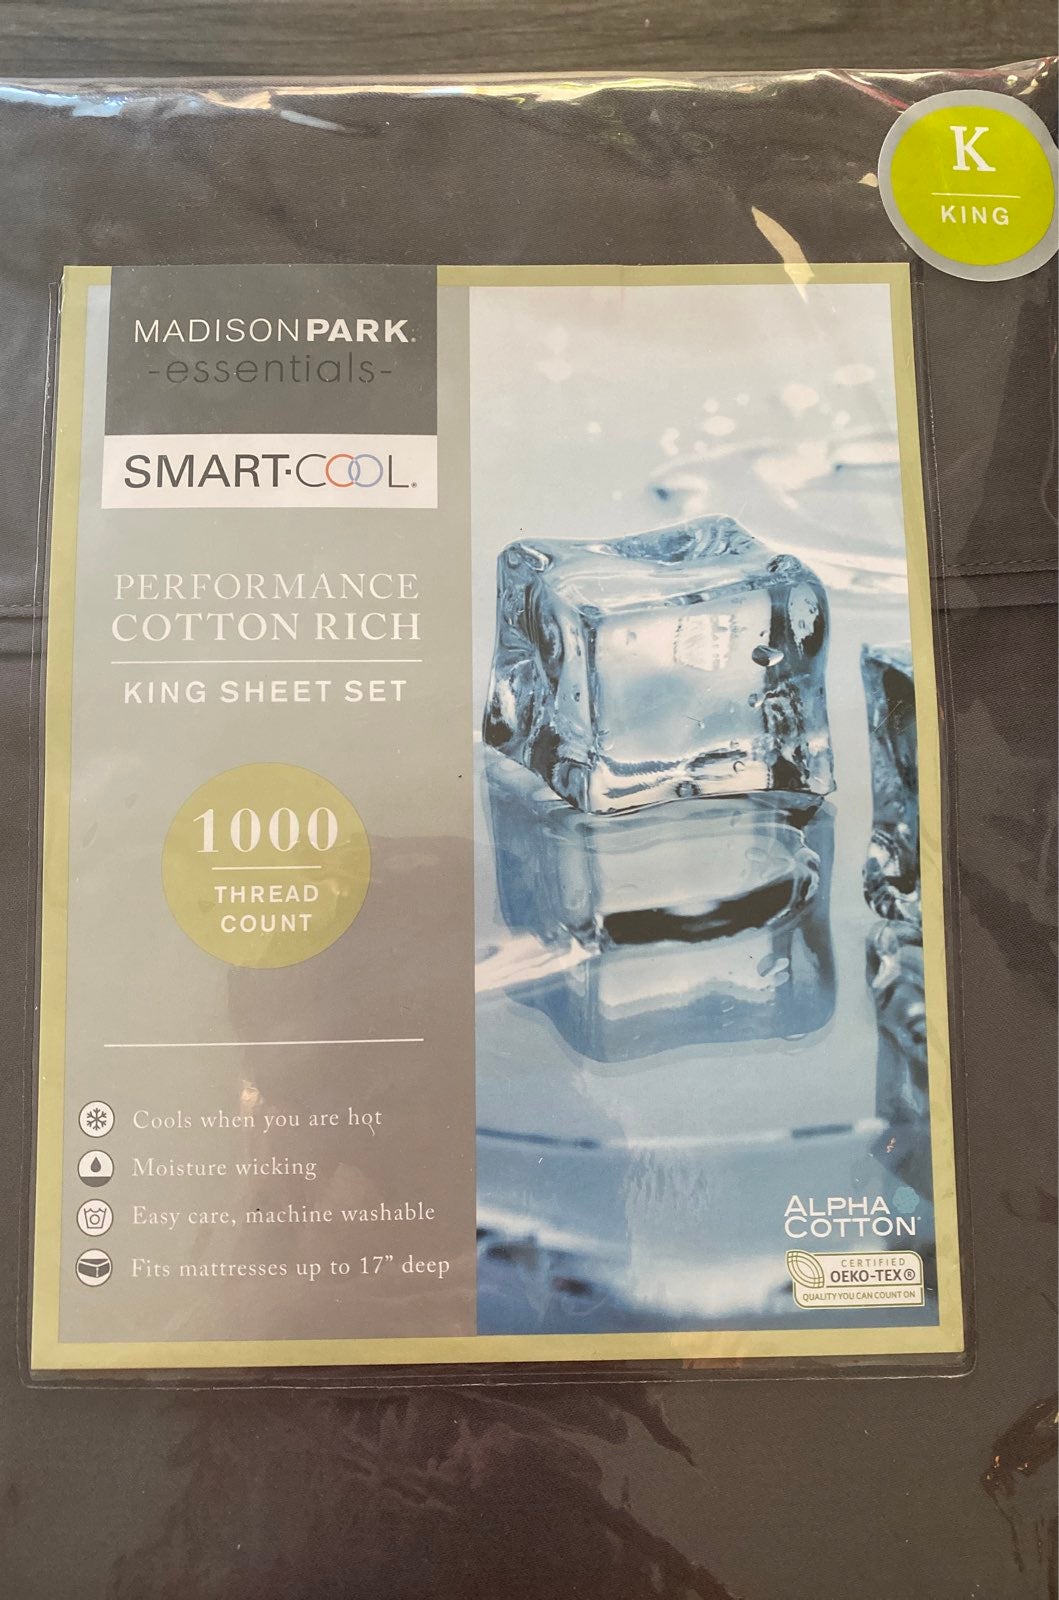 K
KING
MADISONPARK.
-essentials-
SMART·COOL®
PERFORMANCE
COTTON RICH
KING SHEET SET
1000
THREAD
COUNT
Cools when you are hot
Moisture wicking
Easy care, machine washable
Fits mattresses up to 17” deep
ALPHA
COTTON
CERTIFIED
OEKO-TEX®
QUALITY YOU CAN COUNT ON